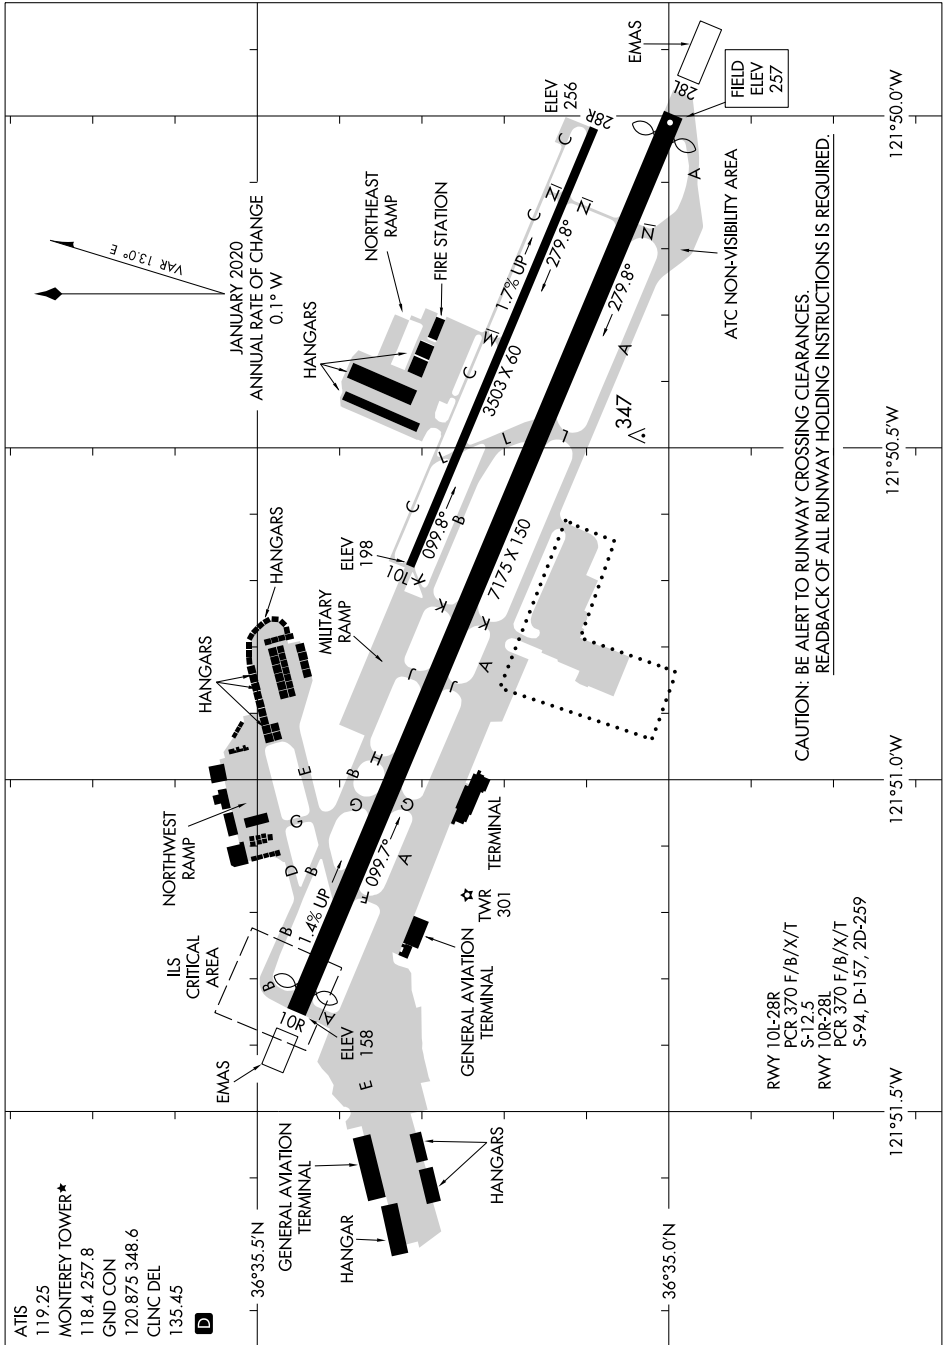 ATIS
119.25
MONTEREY TOWER★
118.4 257.8
GND CON
120.875 348.6
CLNC DEL
135.45
D
JANUARY 2020
ANNUAL RATE OF CHANGE
0.1° W
VAR 13.0° E
36°35.5'N
36°35.0'N
121°51.5'W
121°51.0'W
121°50.5'W
121°50.0'W
HANGAR
GENERAL AVIATION
TERMINAL
HANGARS
EMAS
ILS
CRITICAL
AREA
ELEV
158
10R
E
A
B
B
1.4% UP
F
099.7°
A
B
D
G
G
G
B
H
E
NORTHWEST
RAMP
HANGARS
HANGARS
GENERAL AVIATION
TERMINAL
TWR
301
TERMINAL
MILITARY
RAMP
J
J
A
K
K
K
ELEV
198
10L
C
099.8°
B
L
L
L
7175 X 150
3503 X 60
HANGARS
NORTHEAST
RAMP
FIRE STATION
C
M
1.7% UP
279.8°
C
N
N
N
C
ELEV
256
28R
279.8°
A
347
A
ATC NON-VISIBILITY AREA
28L
EMAS
FIELD
ELEV
257
CAUTION: BE ALERT TO RUNWAY CROSSING CLEARANCES.
READBACK OF ALL RUNWAY HOLDING INSTRUCTIONS IS REQUIRED.
RWY 10L-28R
PCR 370 F/B/X/T
S-12.5
RWY 10R-28L
PCR 370 F/B/X/T
S-94, D-157, 2D-259